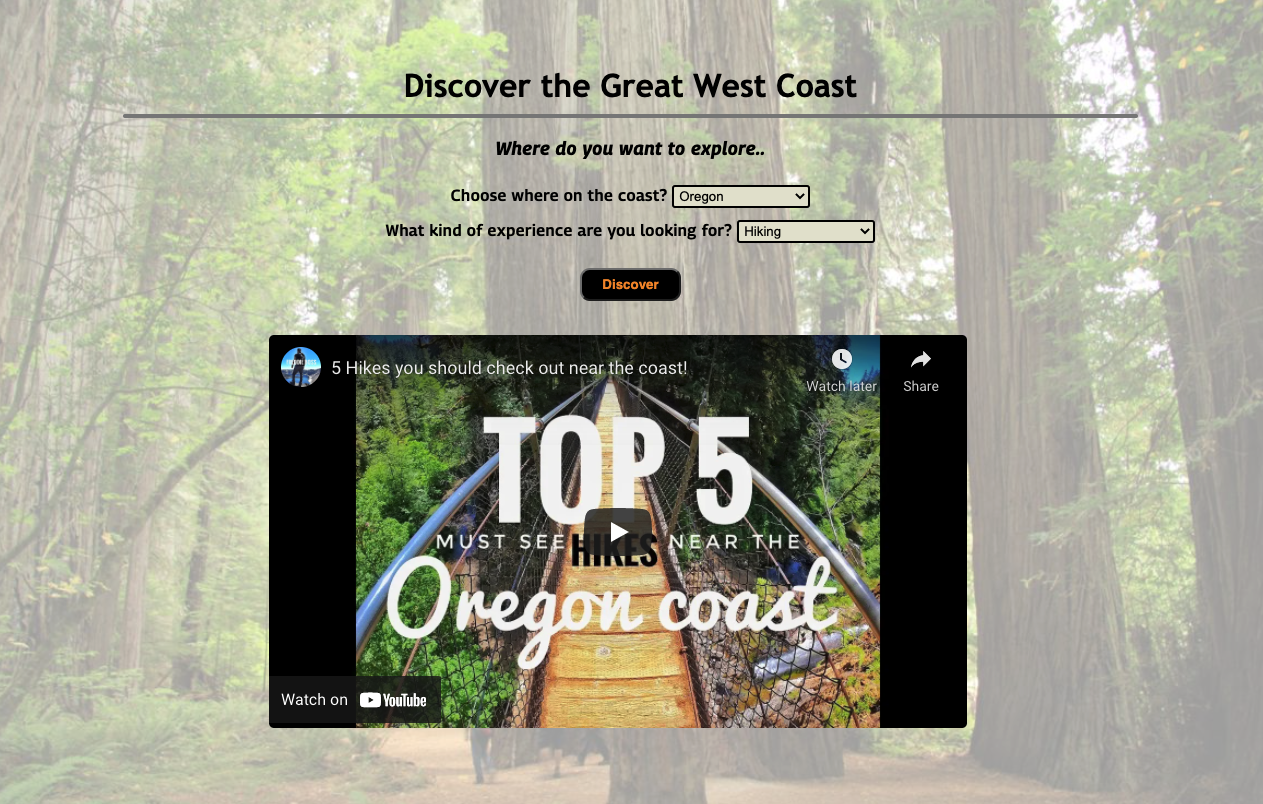 Discover the Great West Coast
Where do you want to explore..
Choose where on the coast? Oregon
What kind of experience are you looking for? Hiking
Discover
5 Hikes you should check out near the coast!
Watch later
Share
TOP 5
MUST SEE HIKES NEAR THE
Oregon coast
Watch on YouTube